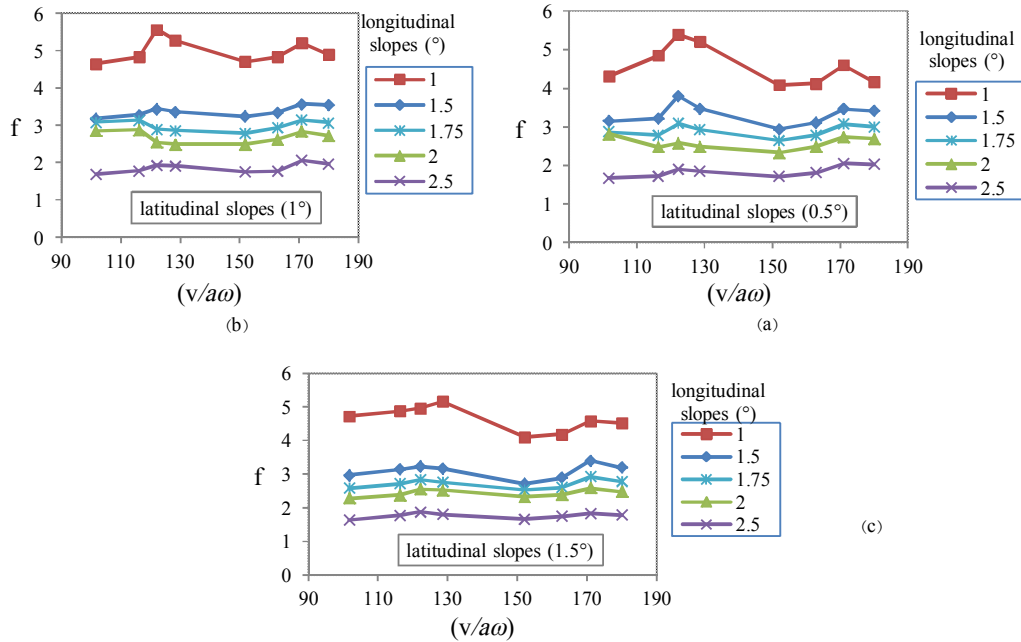 6
5
4
3
2
1
0
f
90 110 130 150 170 190
(v/aω)
latitudinal slopes (1°)
longitudinal
slopes (°)
1
1.5
1.75
2
2.5
(b)
6
5
4
3
2
1
0
f
90 110 130 150 170 190
(v/aω)
latitudinal slopes (0.5°)
longitudinal
slopes (°)
1
1.5
1.75
2
2.5
(a)
6
5
4
3
2
1
0
f
90 110 130 150 170 190
(v/aω)
latitudinal slopes (1.5°)
longitudinal
slopes (°)
1
1.5
1.75
2
2.5
(c)